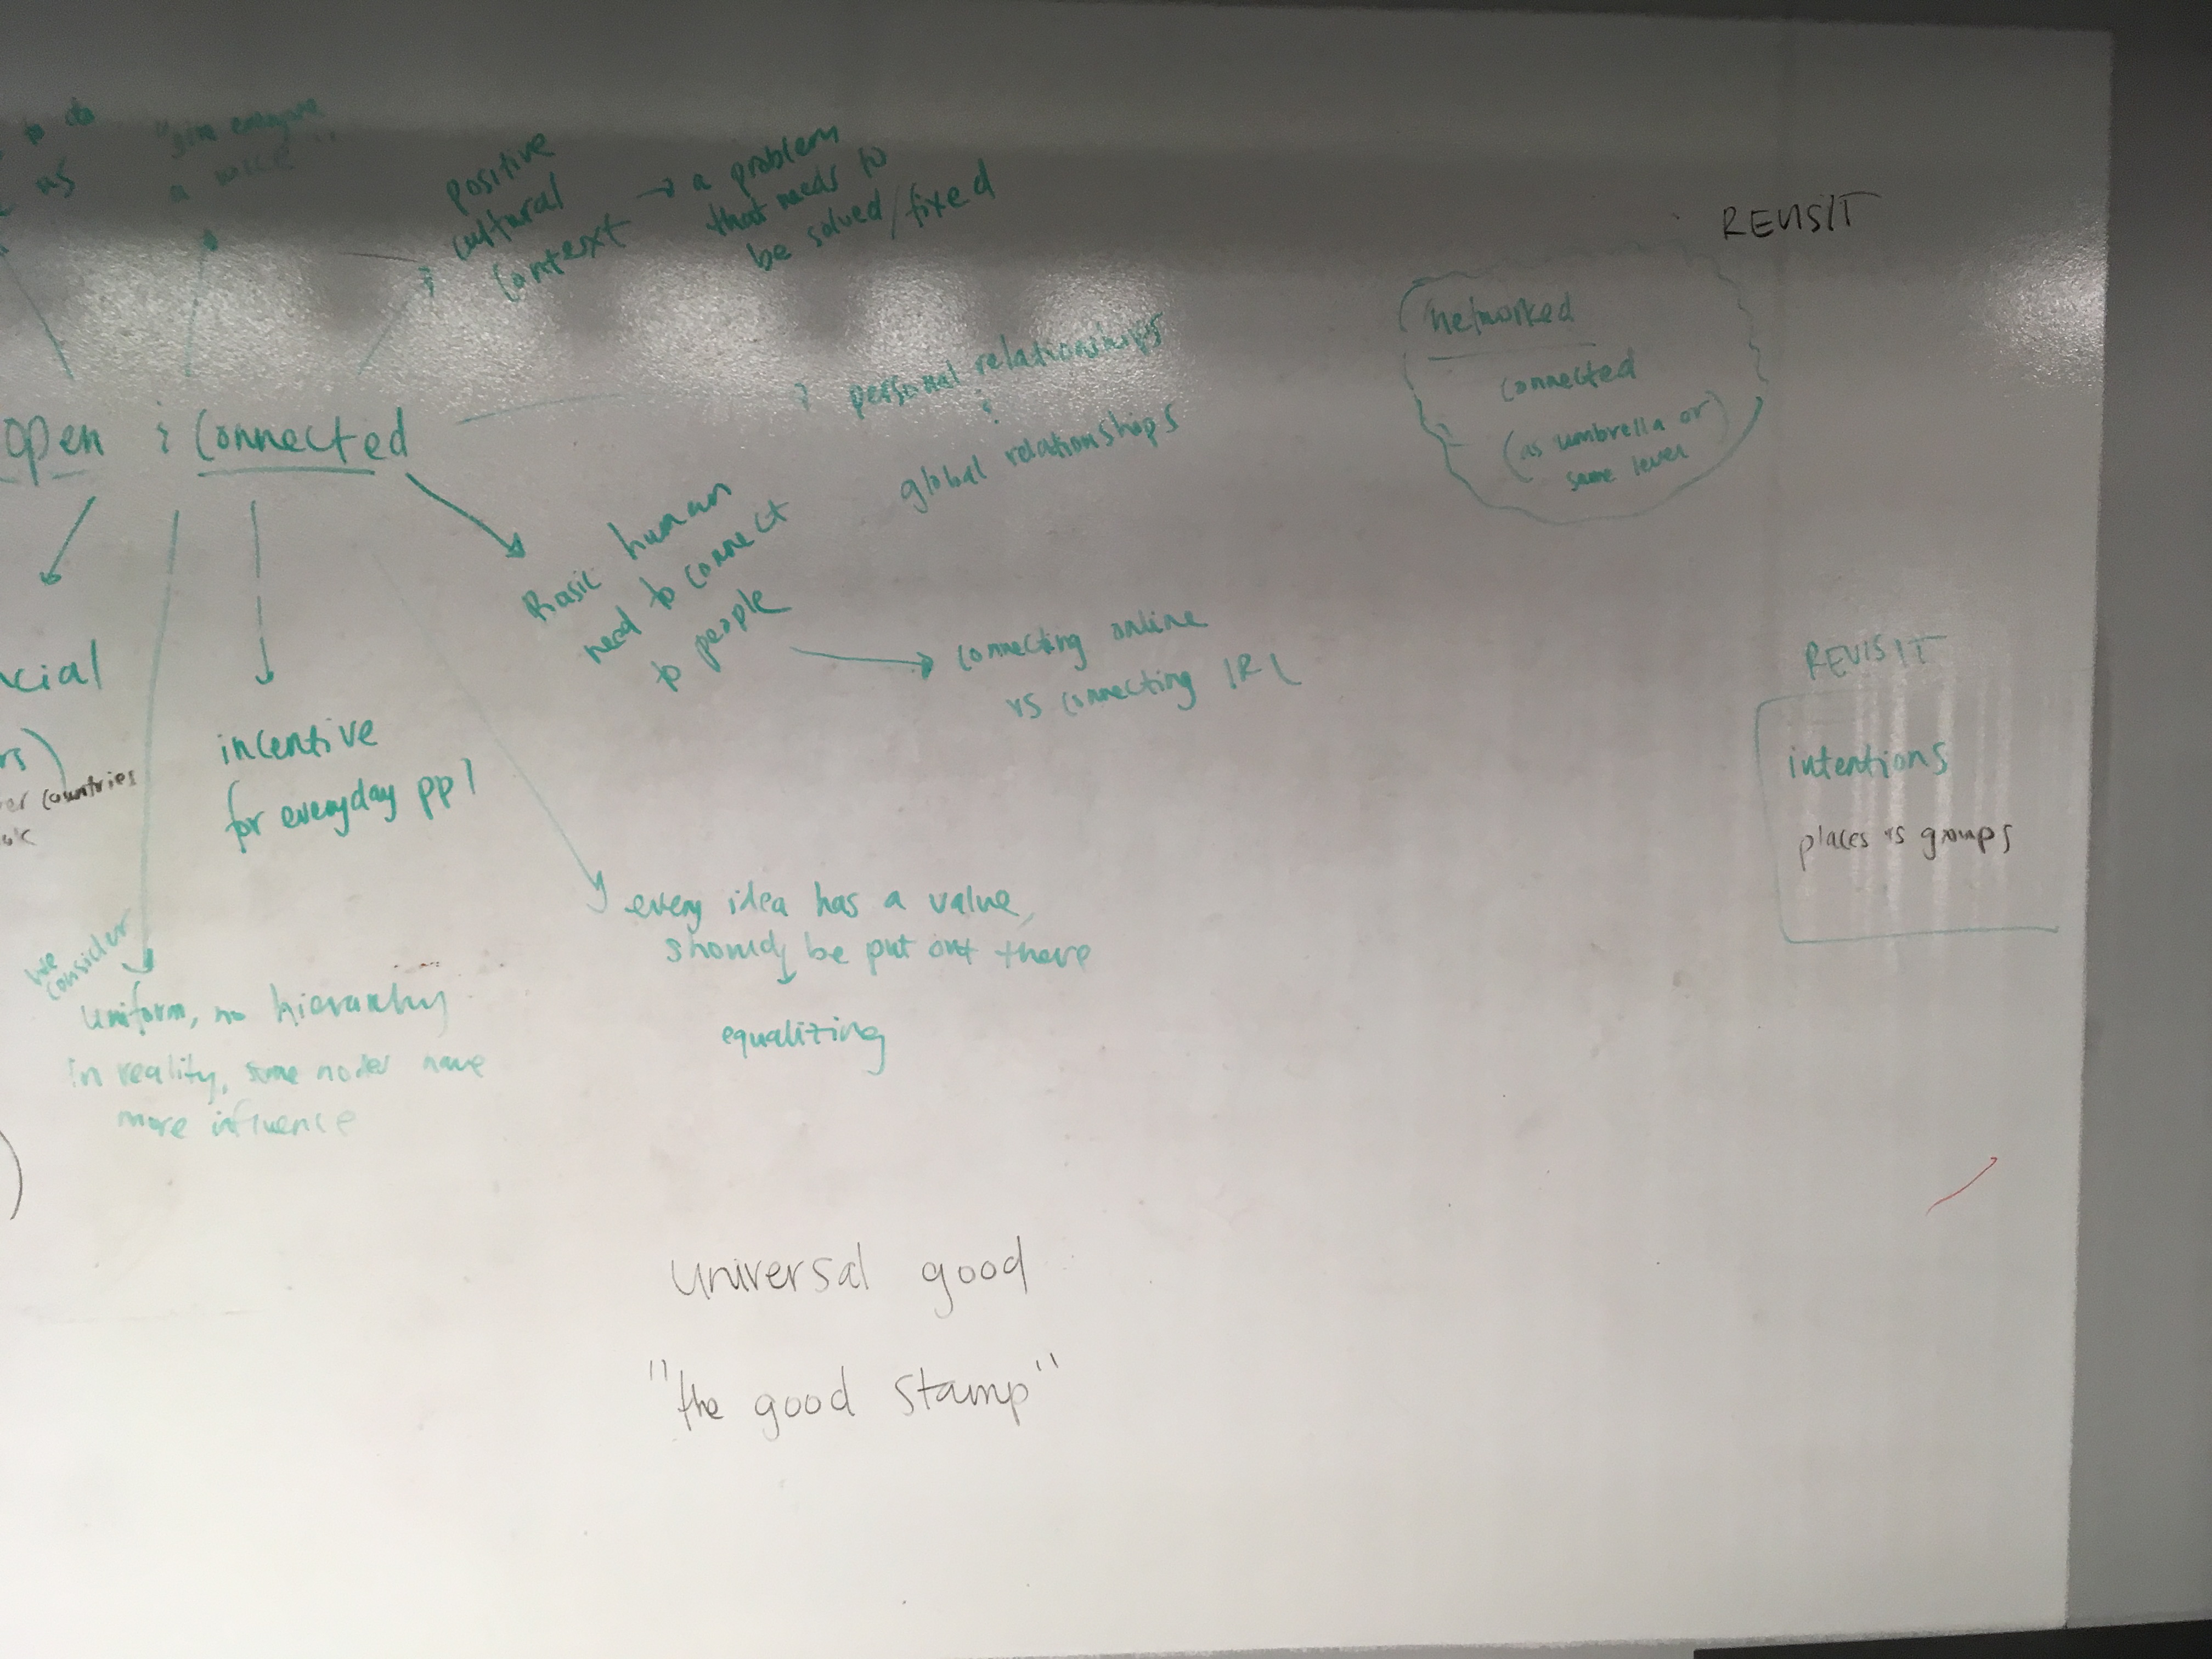 to do
as
"give everyone
a voice"
positive
cultural
context → a problem
that needs to
be solved/fixed
REVISIT
networked
connected
(as umbrella or)
same level
personal relationships
&
global relationships
open & connected
Basic human
need to connect
to people
connecting online
vs connecting IRL
REVISIT
intentions
places vs groups
cial
rs)
er countries
incentive
for everyday ppl
every idea has a value,
should be put out there
equalizing
we
consider
uniform, no hierarchy
in reality, some nodes have
more influence
universal good
"the good stamp"